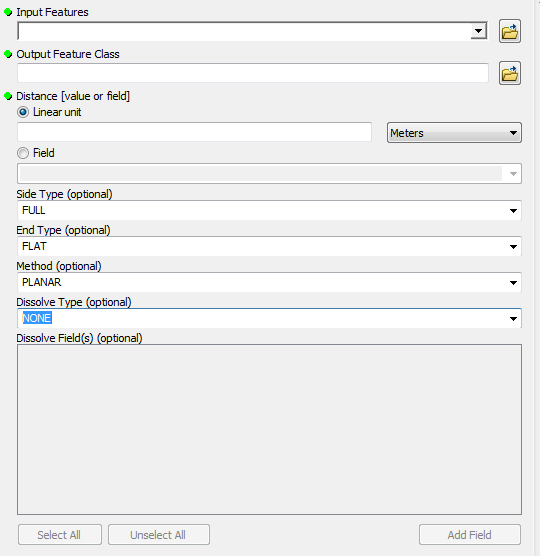 Input Features
Output Feature Class
Distance [value or field]
Linear unit
Meters
Field
Side Type (optional)
FULL
End Type (optional)
FLAT
Method (optional)
PLANAR
Dissolve Type (optional)
NONE
Dissolve Field(s) (optional)
Select All Unselect All Add Field